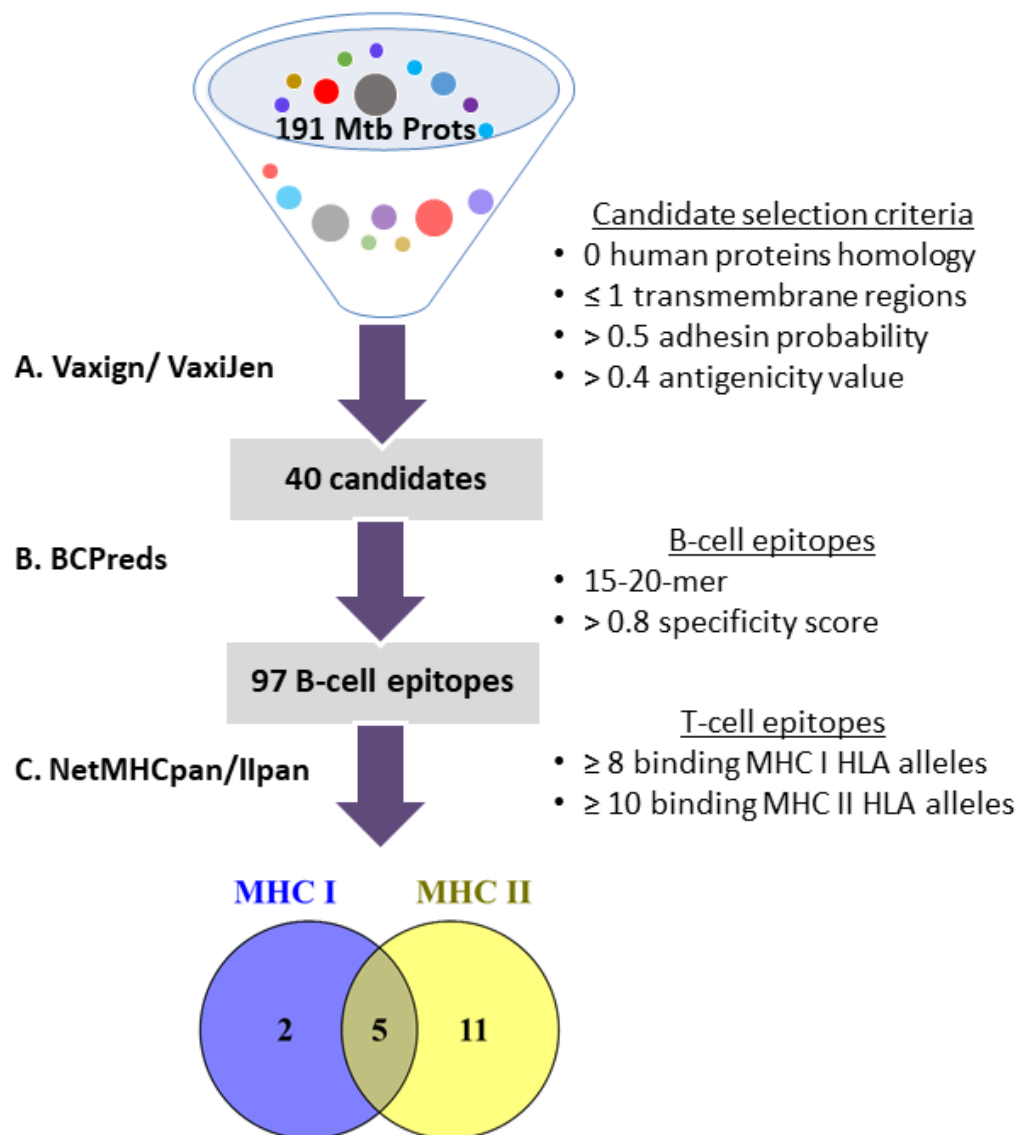 191 Mtb Prots
Candidate selection criteria
• 0 human proteins homology
• ≤ 1 transmembrane regions
• > 0.5 adhesin probability
• > 0.4 antigenicity value
A. Vaxign/ VaxiJen
40 candidates
B. BCPreds
B-cell epitopes
• 15-20-mer
• > 0.8 specificity score
97 B-cell epitopes
C. NetMHCpan/IIpan
T-cell epitopes
• ≥ 8 binding MHC I HLA alleles
• ≥ 10 binding MHC II HLA alleles
MHC I MHC II
2 5 11